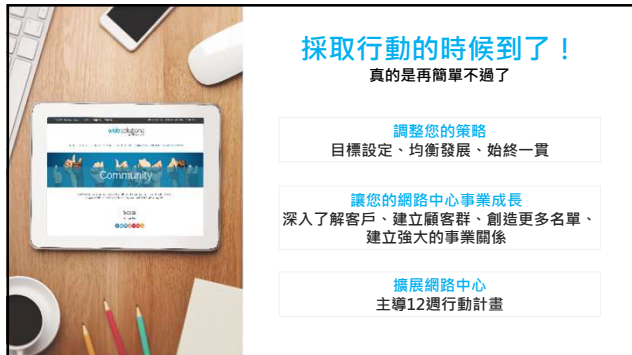 採取行動的時候到了！
真的是再簡單不過了
調整您的策略
目標設定、均衡發展、始終一貫
讓您的網路中心事業成長
深入了解客戶、建立顧客群、創造更多名單、
建立強大的事業關係
擴展網路中心
主導12週行動計畫
Community